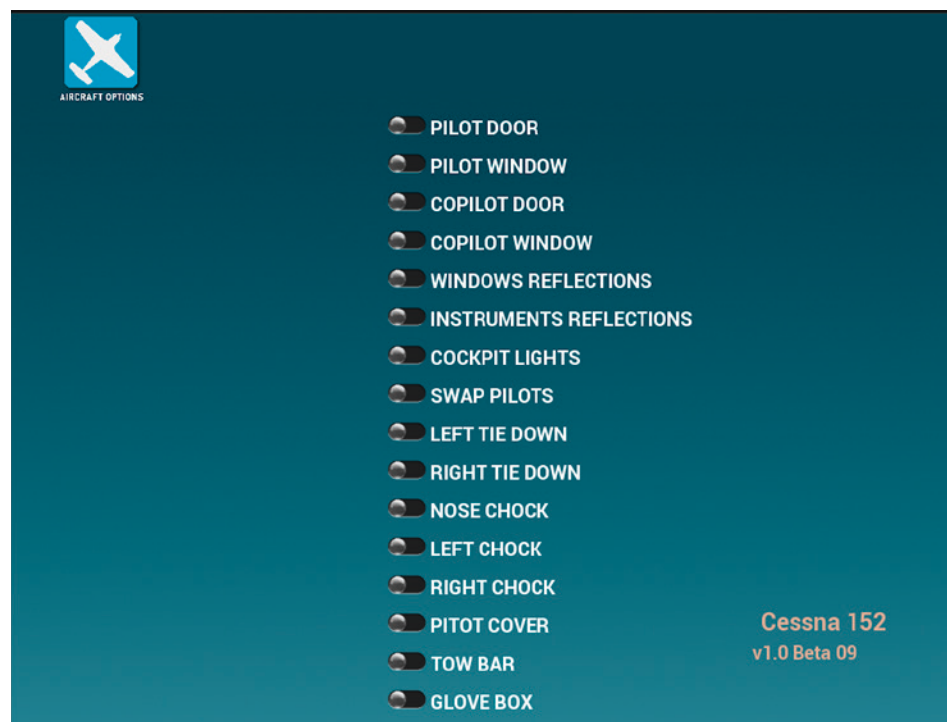 AIRCRAFT OPTIONS
PILOT DOOR
PILOT WINDOW
COPILOT DOOR
COPILOT WINDOW
WINDOWS REFLECTIONS
INSTRUMENTS REFLECTIONS
COCKPIT LIGHTS
SWAP PILOTS
LEFT TIE DOWN
RIGHT TIE DOWN
NOSE CHOCK
LEFT CHOCK
RIGHT CHOCK
PITOT COVER
TOW BAR
GLOVE BOX
Cessna 152
v1.0 Beta 09